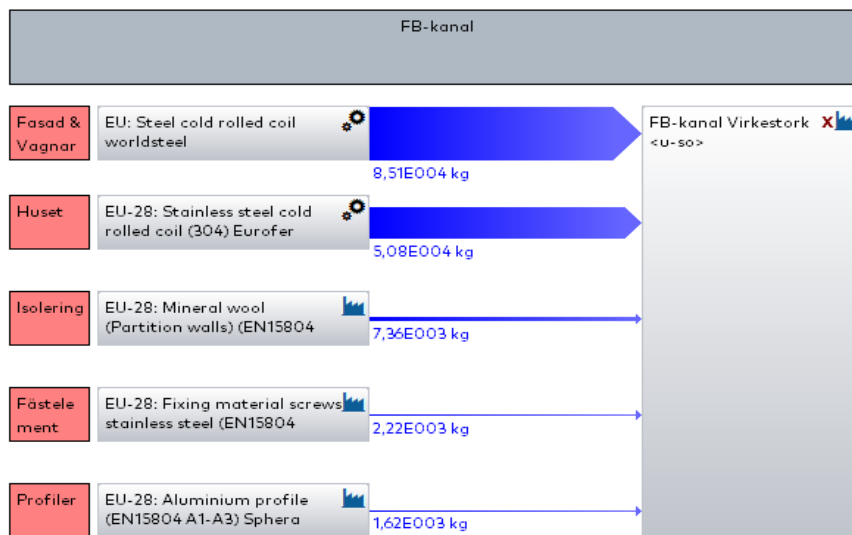 FB-kanal
Fasad &
Vagnar
EU: Steel cold rolled coil
worldsteel
8,51E004 kg
FB-kanal Virkestork
<u-so>
X
Huset
EU-28: Stainless steel cold
rolled coil (304) Eurofer
5,08E004 kg
Isolering
EU-28: Mineral wool
(Partition walls) (EN15804
7,36E003 kg
Fästele
ment
EU-28: Fixing material screws
stainless steel (EN15804
2,22E003 kg
Profiler
EU-28: Aluminium profile
(EN15804 A1-A3) Sphera
1,62E003 kg